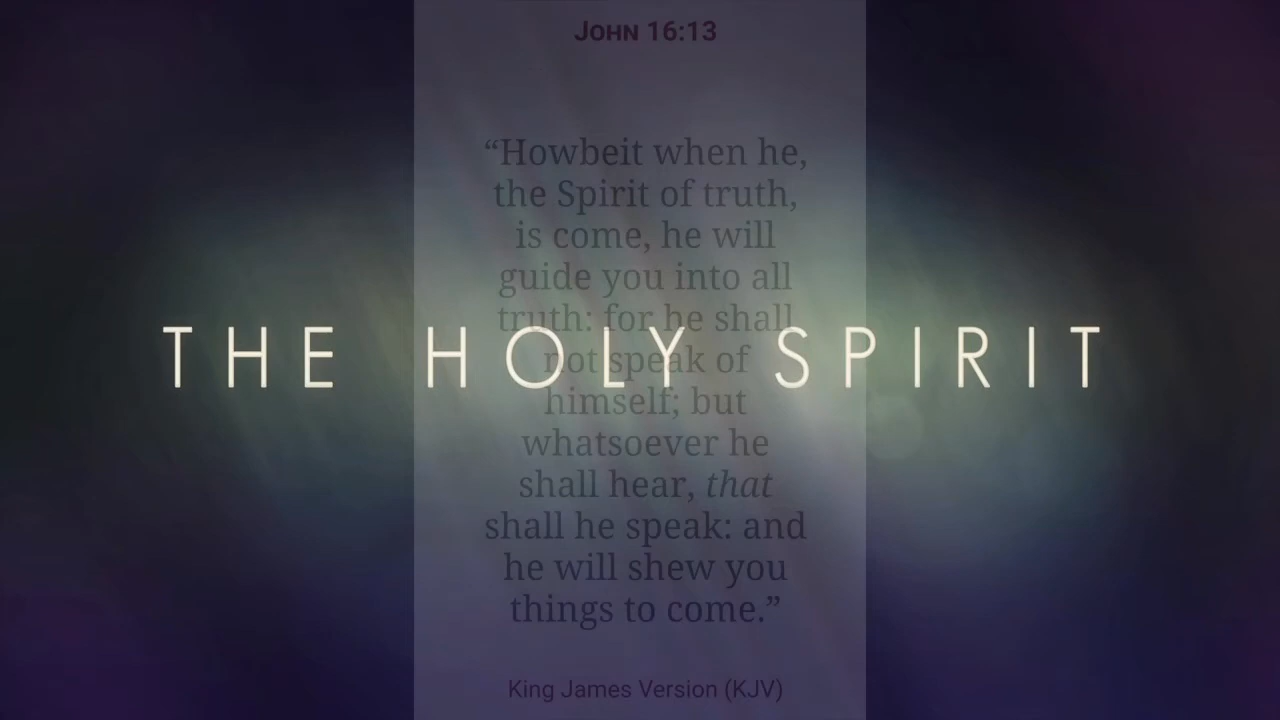 John 16:13
“Howbeit when he,
the Spirit of truth,
is come, he will
guide you into all
truth: for he shall
THE HOLY SPIRIT
not speak of
himself; but
whatsoever he
shall hear, that
shall he speak: and
he will shew you
things to come.”
King James Version (KJV)